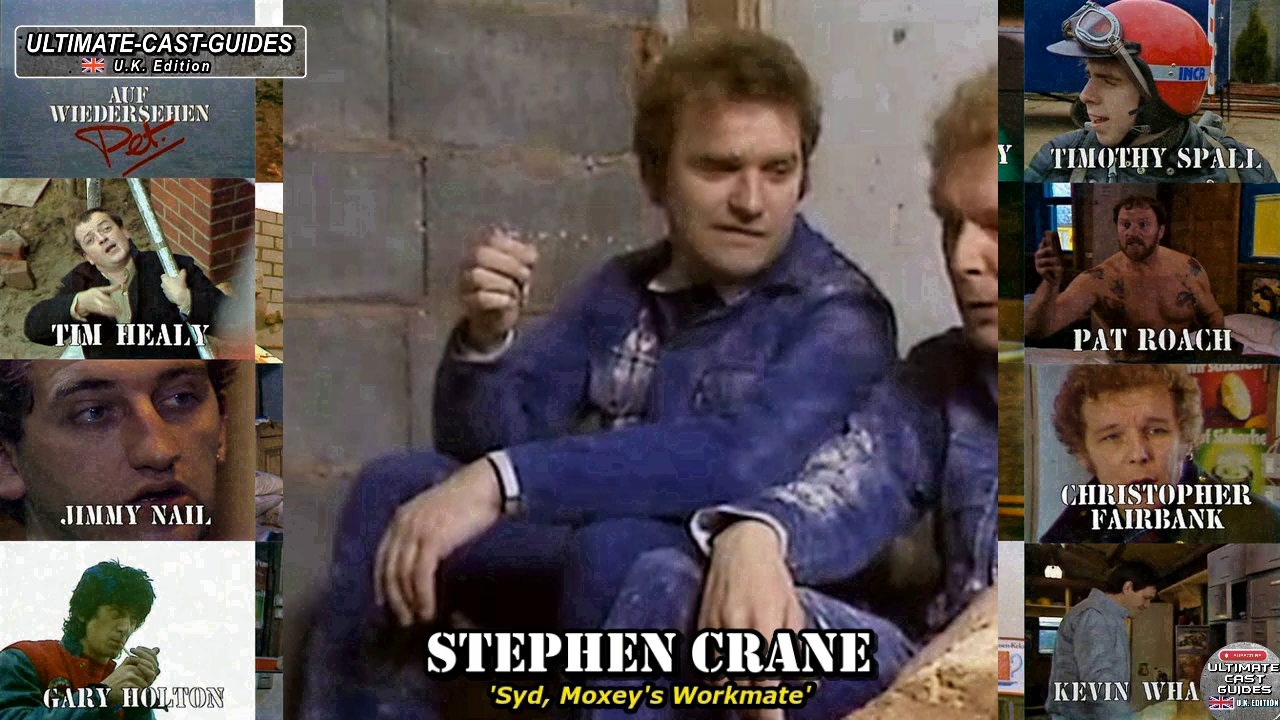 ULTIMATE-CAST-GUIDES
U.K. Edition
AUF
WIEDERSEHEN
Pet.
TIM HEALY
JIMMY NAIL
GARY HOLTON
STEPHEN CRANE
'Syd, Moxey's Workmate'
Y
INCA
TIMOTHY SPALL
PAT ROACH
CHRISTOPHER
FAIRBANK
KEVIN WHA
ULTIMATE
CAST
GUIDES
U.K. EDITION